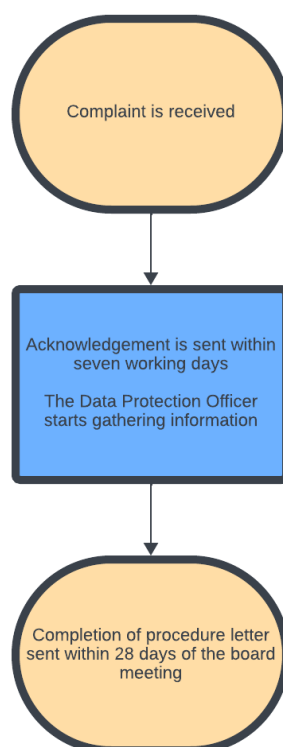 Complaint is received
Acknowledgement is sent within
seven working days
The Data Protection Officer
starts gathering information
Completion of procedure letter
sent within 28 days of the board
meeting